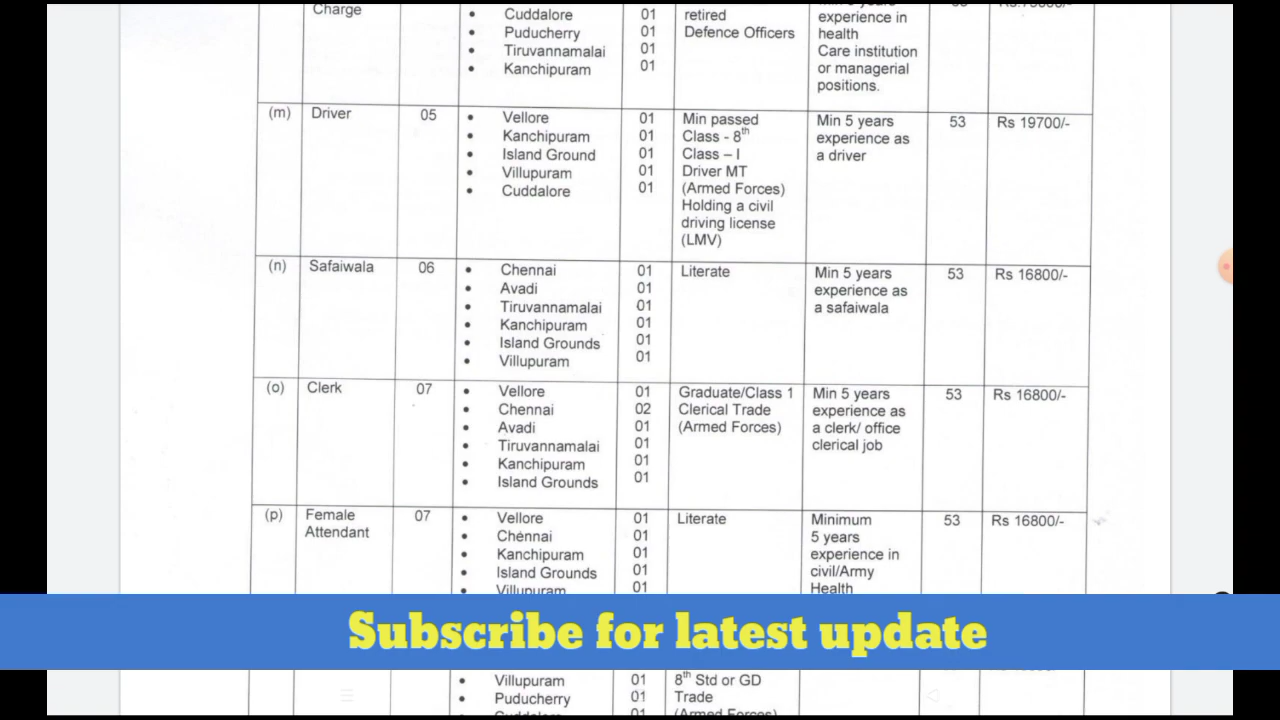 Charge
Cuddalore 01 retired experience in
Puducherry 01 Defence Officers health
Tiruvannamalai 01 Care institution
Kanchipuram 01 or managerial
positions.
(m) Driver 05 Vellore 01 Min passed Min 5 years 53 Rs 19700/-
Kanchipuram 01 Class - 8th experience as
Island Ground 01 Class – I a driver
Villupuram 01 Driver MT
Cuddalore 01 (Armed Forces)
Holding a civil
driving license
(LMV)
(n) Safaiwala 06 Chennai 01 Literate Min 5 years 53 Rs 16800/-
Avadi 01 experience as
Tiruvannamalai 01 a safaiwala
Kanchipuram 01
Island Grounds 01
Villupuram 01
(o) Clerk 07 Vellore 01 Graduate/Class 1 Min 5 years 53 Rs 16800/-
Chennai 02 Clerical Trade experience as
Avadi 01 (Armed Forces) a clerk/ office
Tiruvannamalai 01 clerical job
Kanchipuram 01
Island Grounds 01
(p) Female 07 Vellore 01 Literate Minimum 53 Rs 16800/-
Attendant Chennai 01 5 years
Kanchipuram 01 experience in
Island Grounds 01 civil/Army
Villupuram 01 Health
Subscribe for latest update
Villupuram 01 8th Std or GD
Puducherry 01 Trade
Cuddalore 01 (Armed Forces)